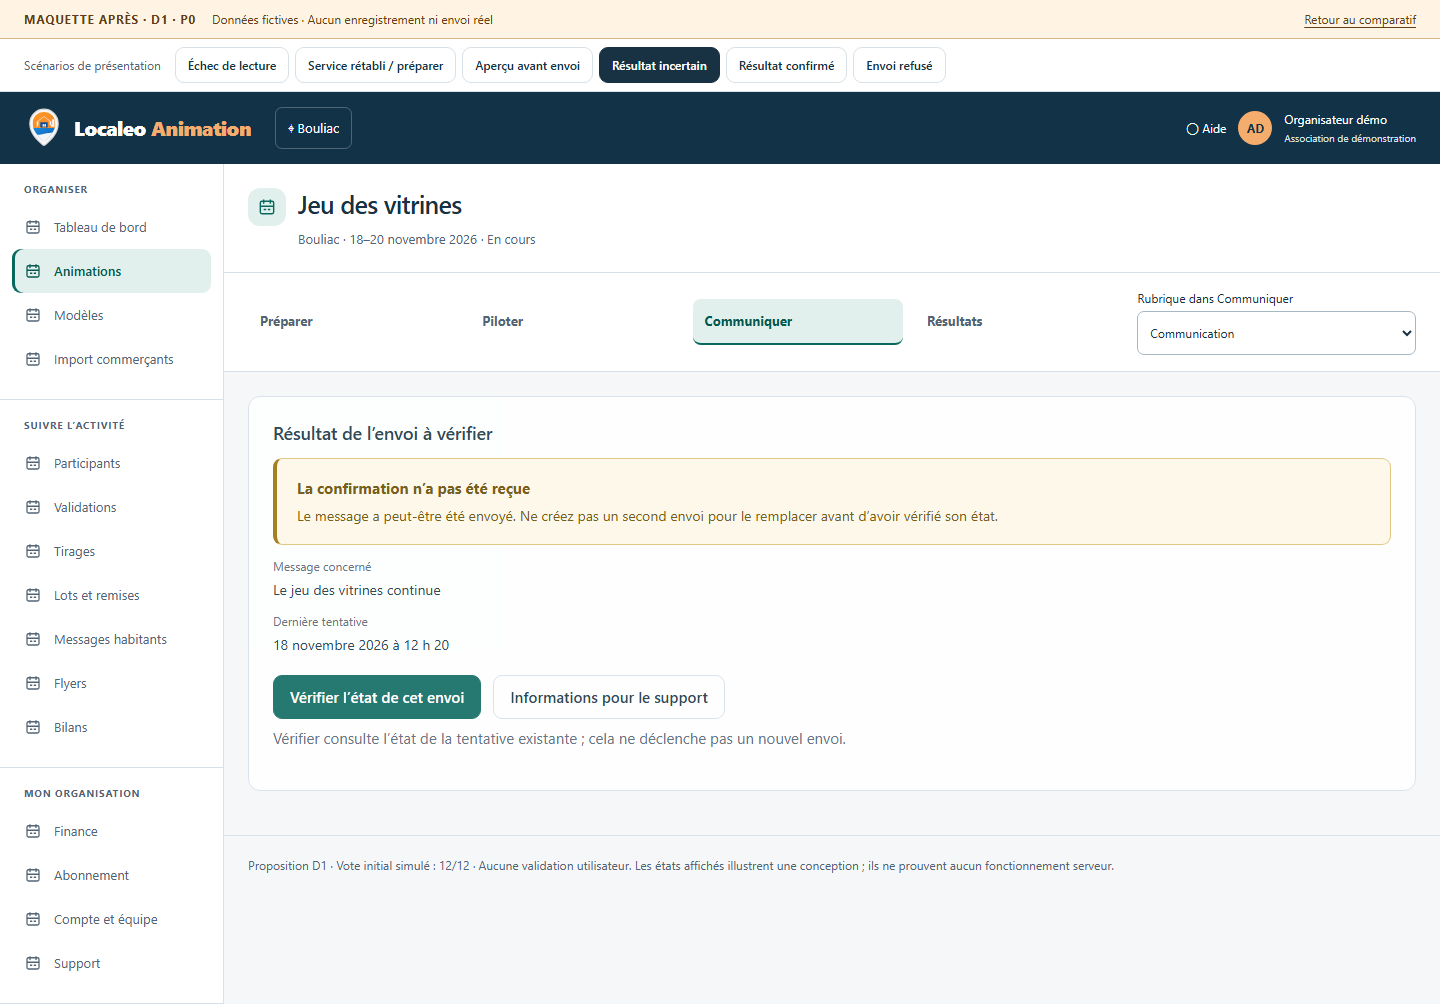 MAQUETTE APRÈS · D1 · P0
Données fictives · Aucun enregistrement ni envoi réel
Retour au comparatif
Scénarios de présentation
Échec de lecture
Service rétabli / préparer
Aperçu avant envoi
Résultat incertain
Résultat confirmé
Envoi refusé
Localeo Animation
Bouliac
Aide
AD
Organisateur démo
Association de démonstration
ORGANISER
Tableau de bord
Animations
Modèles
Import commerçants
SUIVRE L’ACTIVITÉ
Participants
Validations
Tirages
Lots et remises
Messages habitants
Flyers
Bilans
MON ORGANISATION
Finance
Abonnement
Compte et équipe
Support
Jeu des vitrines
Bouliac · 18–20 novembre 2026 · En cours
Préparer
Piloter
Communiquer
Résultats
Rubrique dans Communiquer
Communication
Résultat de l’envoi à vérifier
La confirmation n’a pas été reçue
Le message a peut-être été envoyé. Ne créez pas un second envoi pour le remplacer avant d’avoir vérifié son état.
Message concerné
Le jeu des vitrines continue
Dernière tentative
18 novembre 2026 à 12 h 20
Vérifier l’état de cet envoi
Informations pour le support
Vérifier consulte l’état de la tentative existante ; cela ne déclenche pas un nouvel envoi.
Proposition D1 · Vote initial simulé : 12/12 · Aucune validation utilisateur. Les états affichés illustrent une conception ; ils ne prouvent aucun fonctionnement serveur.